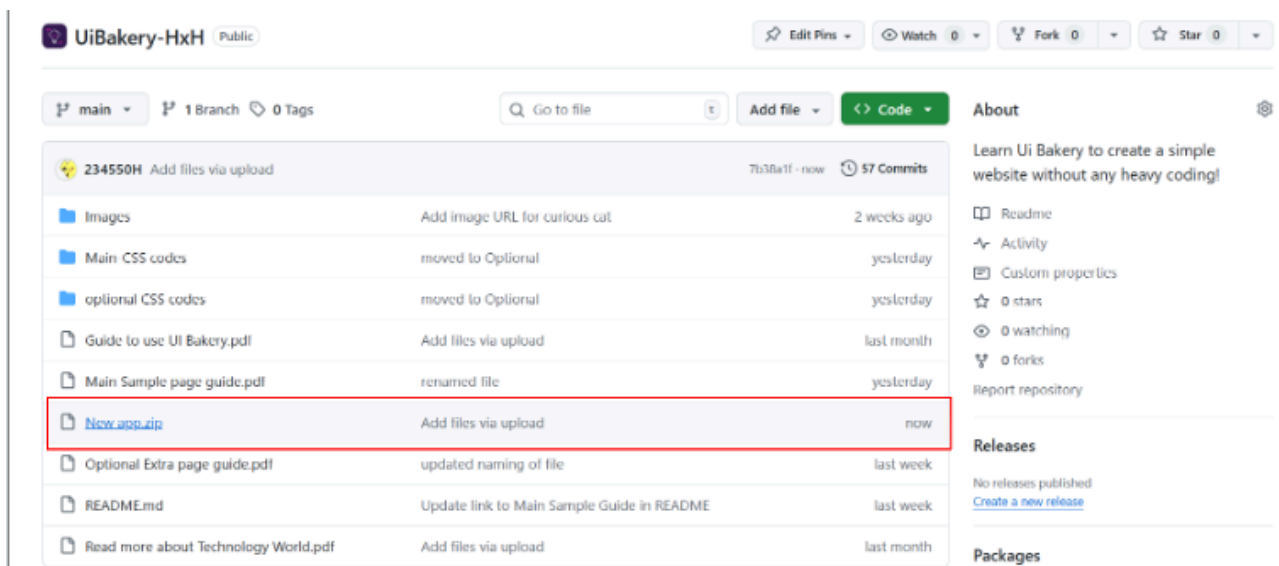 UiBakery-HxH Public
Edit Pins
Watch 0
Fork 0
Star 0
main
1 Branch
0 Tags
Go to file
t
Add file
Code
234550H Add files via upload
7b38a1f · now
57 Commits
Images Add image URL for curious cat 2 weeks ago
Main CSS codes moved to Optional yesterday
optional CSS codes moved to Optional yesterday
Guide to use UI Bakery.pdf Add files via upload last month
Main Sample page guide.pdf renamed file yesterday
New app.zip Add files via upload now
Optional Extra page guide.pdf updated naming of file last week
README.md Update link to Main Sample Guide in README last week
Read more about Technology World.pdf Add files via upload last month
About
Learn Ui Bakery to create a simple
website without any heavy coding!
Readme
Activity
Custom properties
0 stars
0 watching
0 forks
Report repository
Releases
No releases published
Create a new release
Packages